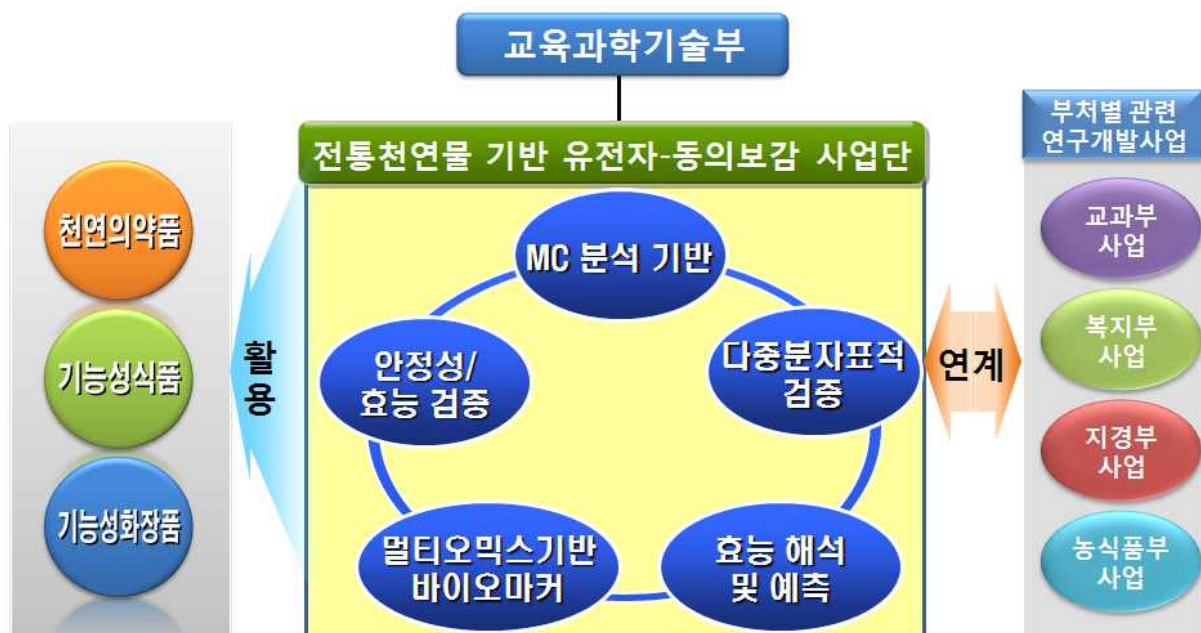 교육과학기술부
전통천연물 기반 유전자-동의보감 사업단
천연의약품
기능성식품
기능성화장품
활
용
MC 분석 기반
안정성/
효능 검증
다중분자표적
검증
멀티오믹스기반
바이오마커
효능 해석
및 예측
연계
부처별 관련
연구개발사업
교과부
사업
복지부
사업
지경부
사업
농식품부
사업